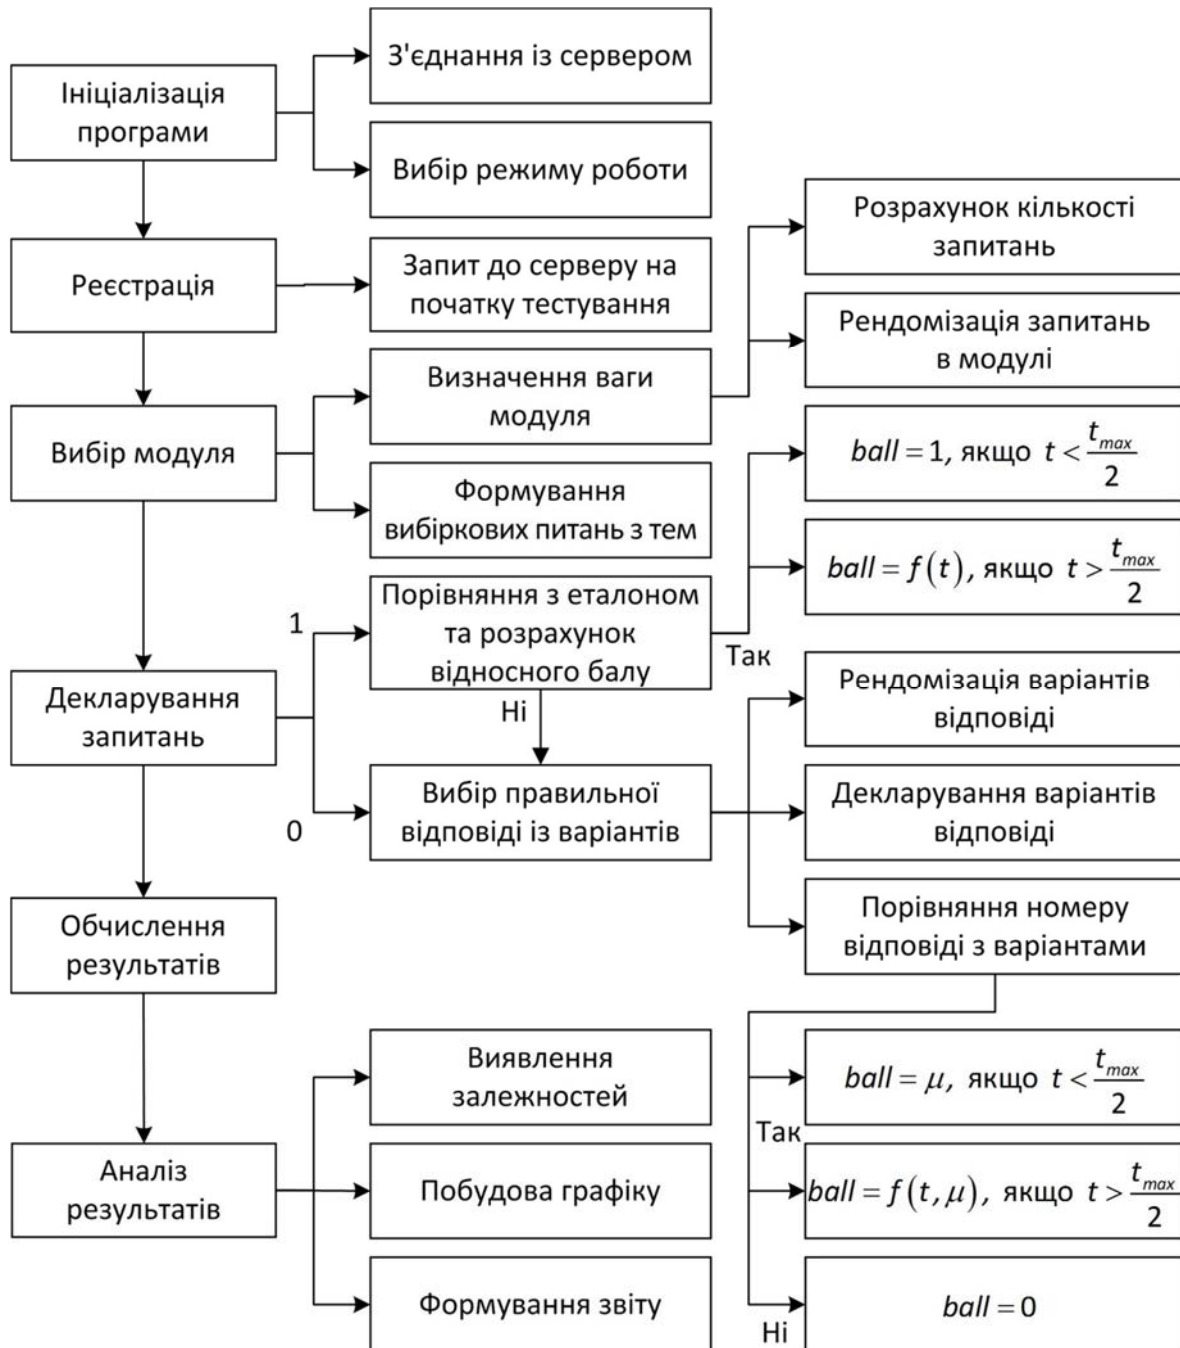 Ініціалізація
програми
З'єднання із сервером
Вибір режиму роботи
Реєстрація
Запит до серверу на
початку тестування
Вибір модуля
Визначення ваги
модуля
Розрахунок кількості
запитань
Рендомізація запитань
в модулі
Формування
вибіркових питань з тем
Декларування
запитань
1
Порівняння з еталоном
та розрахунок
відносного балу
Так
ball = 1, якщо t < t_max/2
ball = f(t), якщо t > t_max/2
Ні
0
Вибір правильної
відповіді із варіантів
Рендомізація варіантів
відповіді
Декларування варіантів
відповіді
Порівняння номеру
відповіді з варіантами
Так
ball = μ, якщо t < t_max/2
ball = f(t, μ), якщо t > t_max/2
Ні
ball = 0
Обчислення
результатів
Аналіз
результатів
Виявлення
залежностей
Побудова графіку
Формування звіту